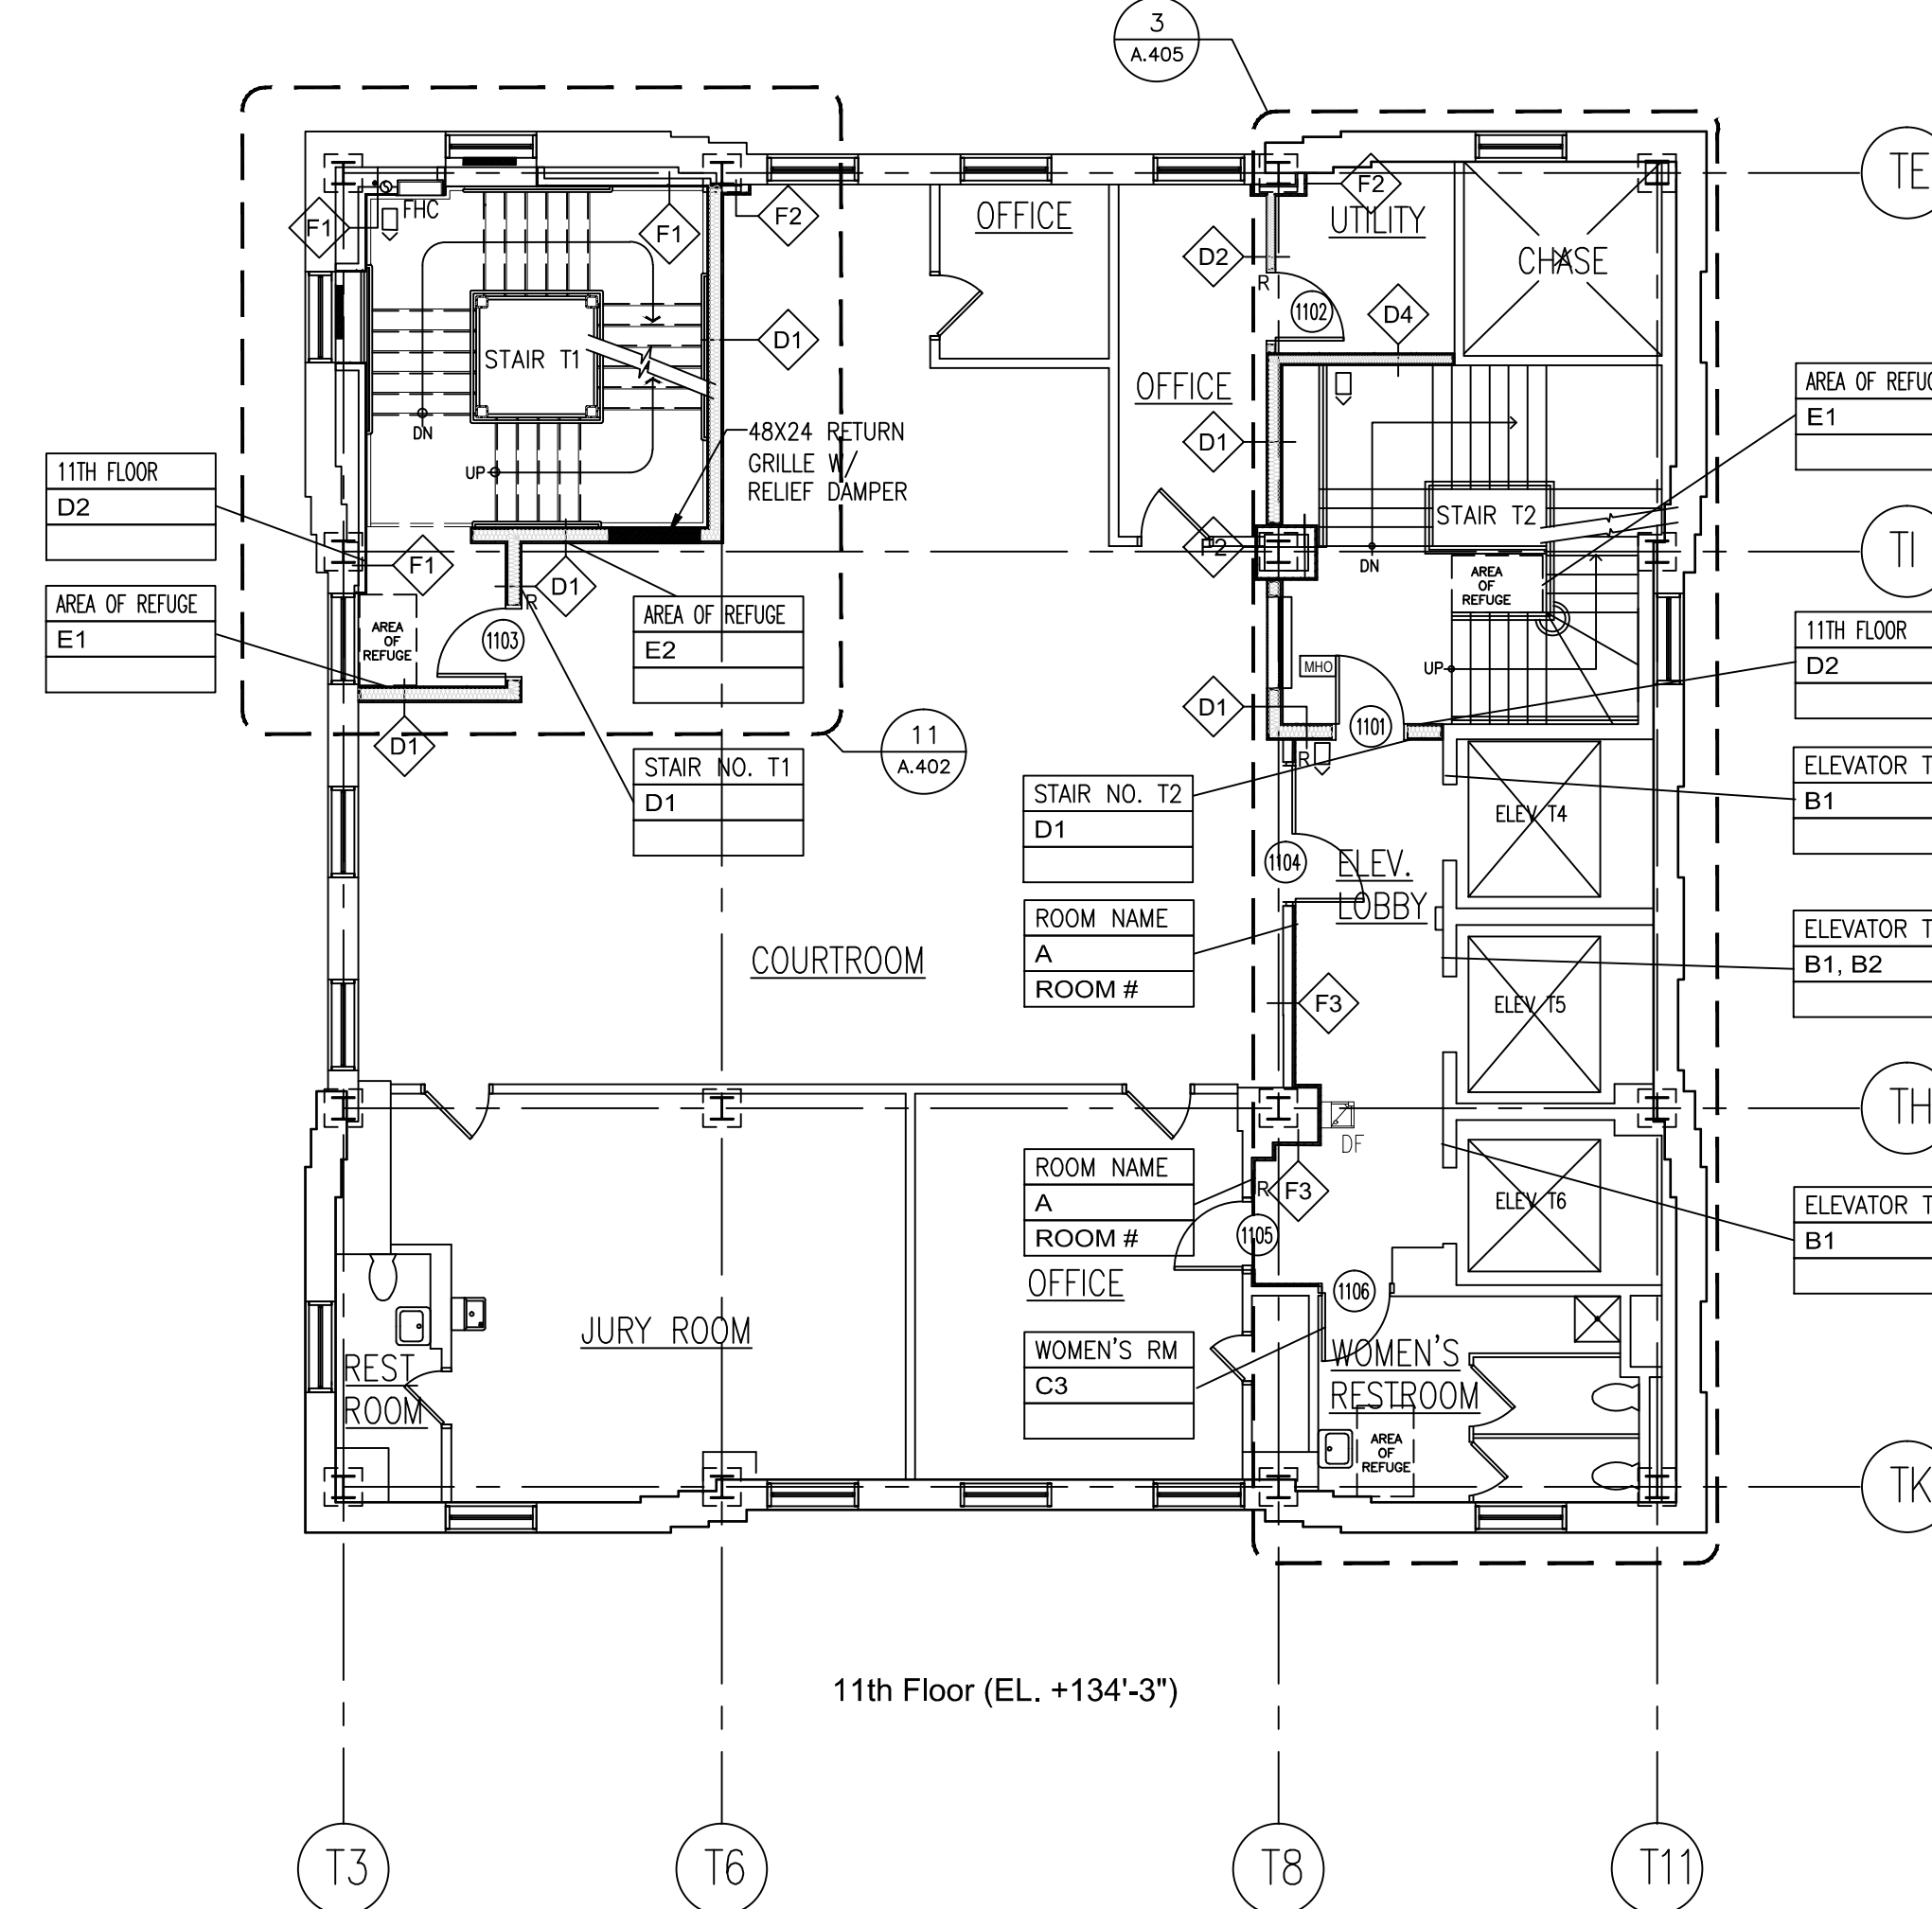 3
A.405
TE
F2
F1
FHC
F1
F2
OFFICE
UTILITY
D2
CHASE
R
1102
D4
D1
STAIR T1
OFFICE
AREA OF REFUG
E1
DN
48X24 RETURN
GRILLE W/
RELIEF DAMPER
D1
UP
11TH FLOOR
D2
STAIR T2
F1
F2
DN
TI
AREA
OF
REFUGE
D1
R
AREA OF REFUGE
E1
AREA OF REFUGE
E2
AREA
OF
REFUGE
1103
11TH FLOOR
D2
MHO
UP
D1
D1
1101
R
11
A.402
STAIR NO. T1
D1
STAIR NO. T2
D1
ELEVATOR T
B1
ELEV T4
1104
ELEV.
LOBBY
ROOM NAME
A
ROOM #
ELEVATOR T
B1, B2
COURTROOM
F3
ELEV T5
TH
DF
ROOM NAME
A
ROOM #
R
F3
ELEV T6
ELEVATOR T
B1
1105
OFFICE
1106
JURY ROOM
WOMEN'S RM
C3
REST
ROOM
WOMEN'S
RESTROOM
AREA
OF
REFUGE
TK
11th Floor (EL. +134'-3")
T3
T6
T8
T11